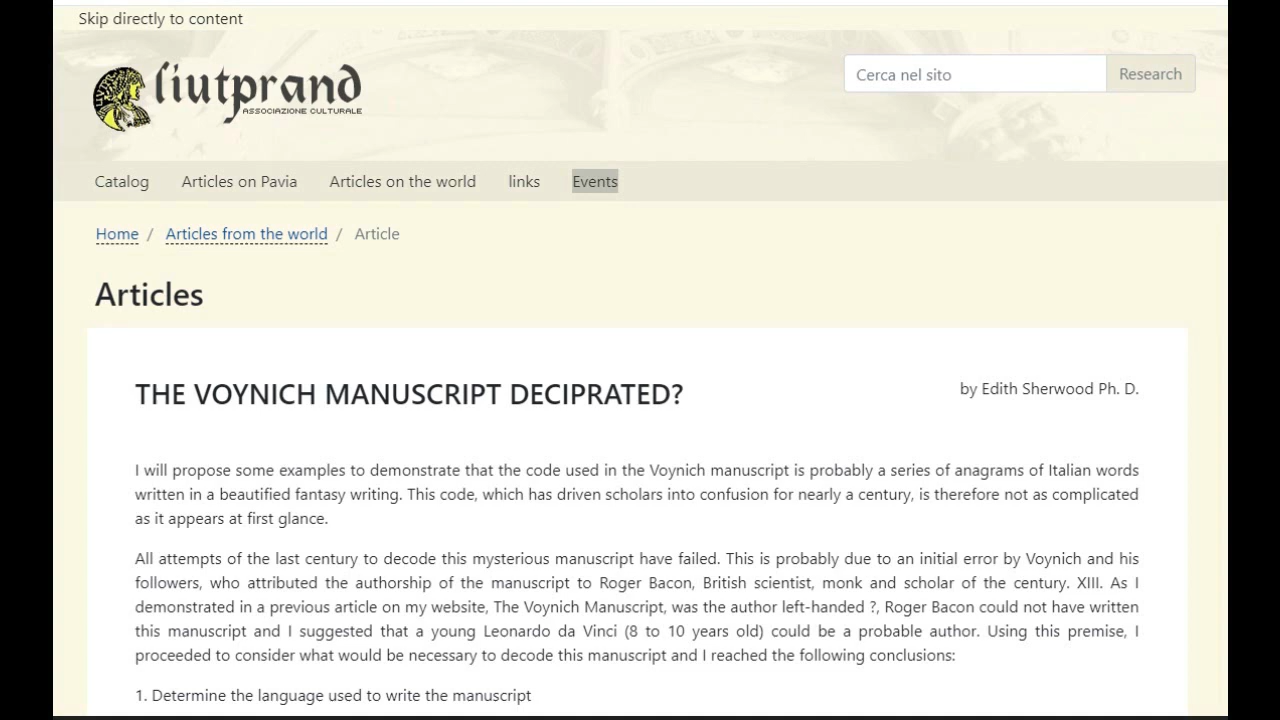 Skip directly to content
liutprand
ASSOCIAZIONE CULTURALE
Cerca nel sito
Research
Catalog
Articles on Pavia
Articles on the world
links
Events
Home / Articles from the world / Article
Articles
THE VOYNICH MANUSCRIPT DECIPRATED?
by Edith Sherwood Ph. D.
I will propose some examples to demonstrate that the code used in the Voynich manuscript is probably a series of anagrams of Italian words
written in a beautified fantasy writing. This code, which has driven scholars into confusion for nearly a century, is therefore not as complicated
as it appears at first glance.
All attempts of the last century to decode this mysterious manuscript have failed. This is probably due to an initial error by Voynich and his
followers, who attributed the authorship of the manuscript to Roger Bacon, British scientist, monk and scholar of the century. XIII. As I
demonstrated in a previous article on my website, The Voynich Manuscript, was the author left-handed ?, Roger Bacon could not have written
this manuscript and I suggested that a young Leonardo da Vinci (8 to 10 years old) could be a probable author. Using this premise, I
proceeded to consider what would be necessary to decode this manuscript and I reached the following conclusions:
1. Determine the language used to write the manuscript